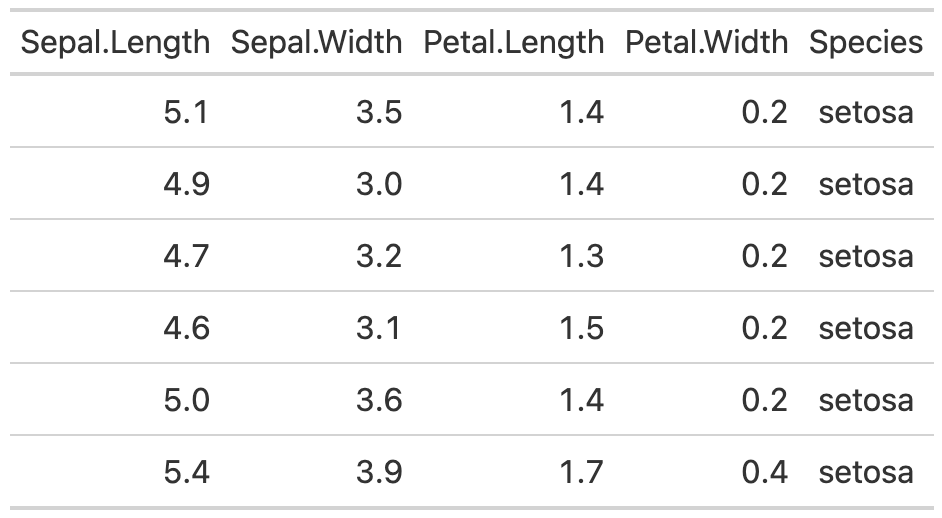 Sepal.Length Sepal.Width Petal.Length Petal.Width Species
5.1 3.5 1.4 0.2 setosa
4.9 3.0 1.4 0.2 setosa
4.7 3.2 1.3 0.2 setosa
4.6 3.1 1.5 0.2 setosa
5.0 3.6 1.4 0.2 setosa
5.4 3.9 1.7 0.4 setosa